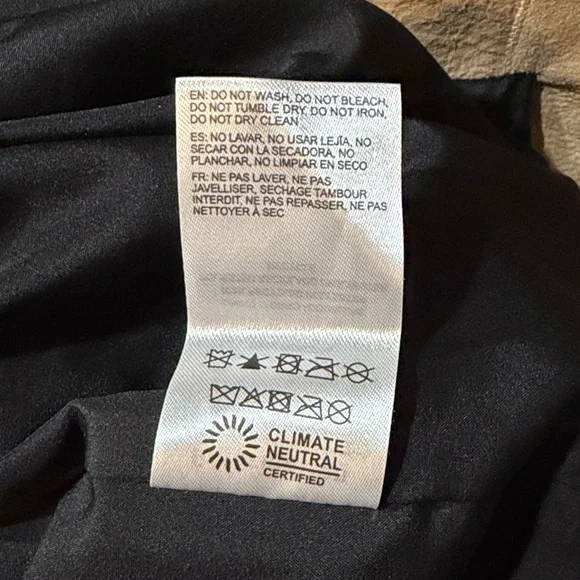 EN: DO NOT WASH, DO NOT BLEACH,
DO NOT TUMBLE DRY, DO NOT IRON,
DO NOT DRY CLEAN
ES: NO LAVAR, NO USAR LEJÍA, NO
SECAR CON LA SECADORA, NO
PLANCHAR, NO LIMPIAR EN SECO
FR: NE PAS LAVER, NE PAS
JAVELLISER, SECHAGE TAMBOUR
INTERDIT, NE PAS REPASSER, NE PAS
NETTOYER À SEC
CLIMATE
NEUTRAL
CERTIFIED